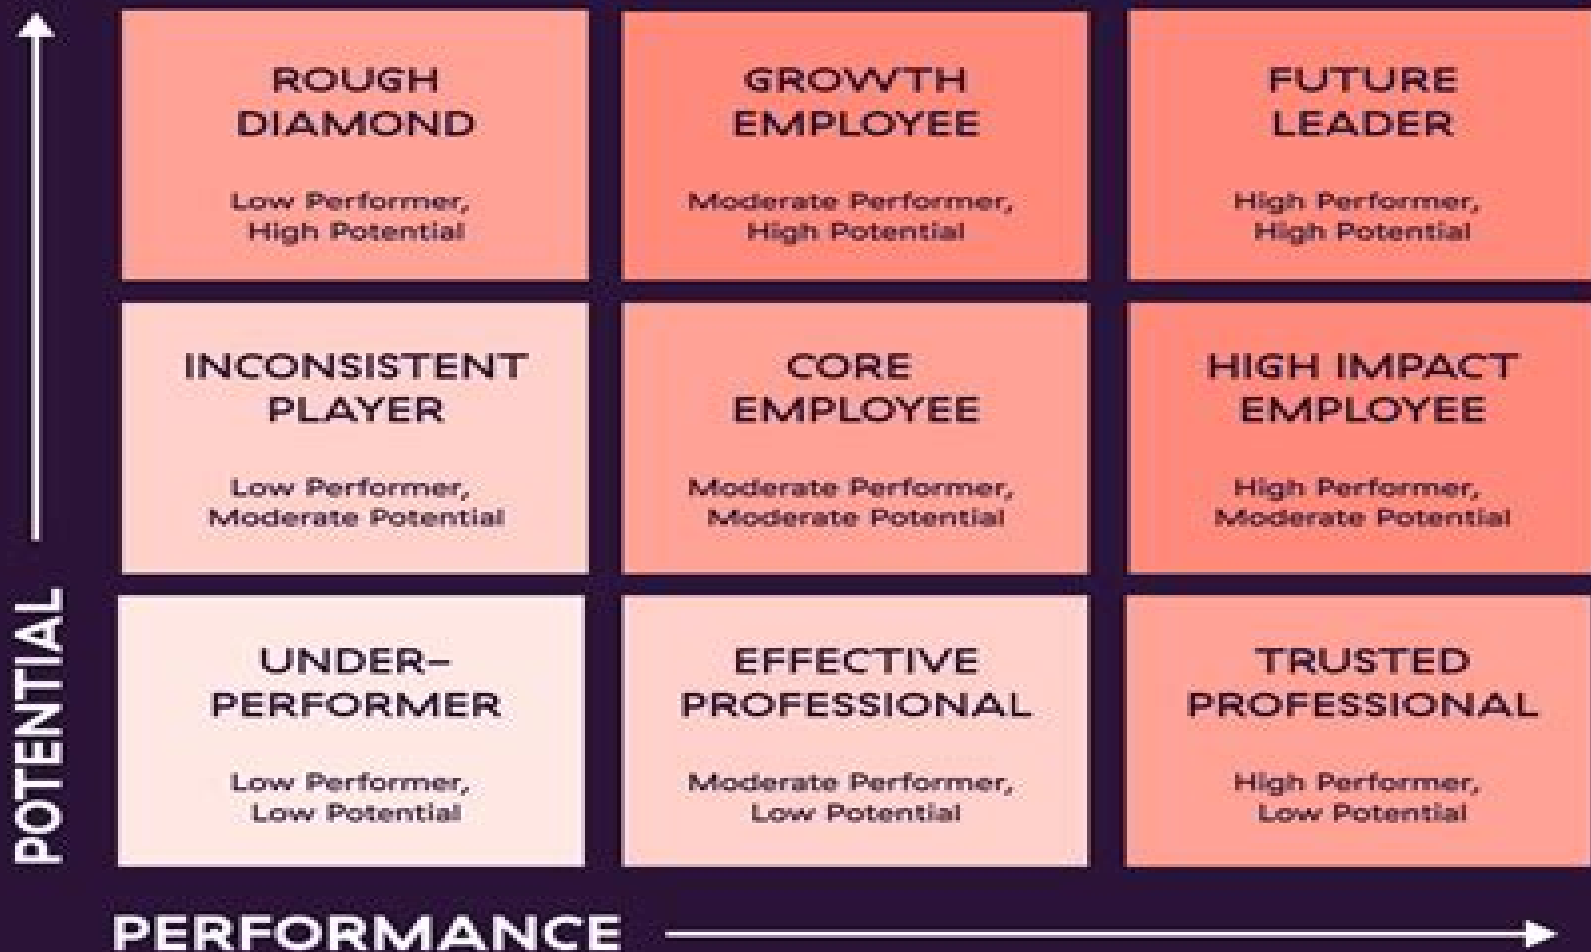 ROUGH
DIAMOND
Low Performer,
High Potential
GROWTH
EMPLOYEE
Moderate Performer,
High Potential
FUTURE
LEADER
High Performer,
High Potential
INCONSISTENT
PLAYER
Low Performer,
Moderate Potential
CORE
EMPLOYEE
Moderate Performer,
Moderate Potential
HIGH IMPACT
EMPLOYEE
High Performer,
Moderate Potential
UNDER–
PERFORMER
Low Performer,
Low Potential
EFFECTIVE
PROFESSIONAL
Moderate Performer,
Low Potential
TRUSTED
PROFESSIONAL
High Performer,
Low Potential
POTENTIAL
PERFORMANCE